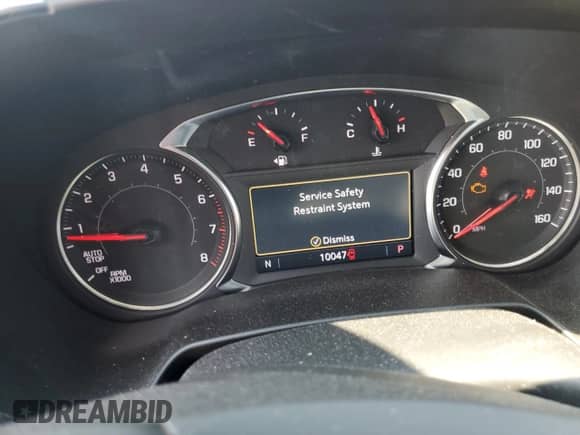 E F
C H
1 2 3 4 5 6 7 8
AUTO
STOP
OFF
RPM
X1000
Service Safety
Restraint System
Dismiss
N 10047 P
0 20 40 60 80 100 120 140 160
MPH
DREAMBID